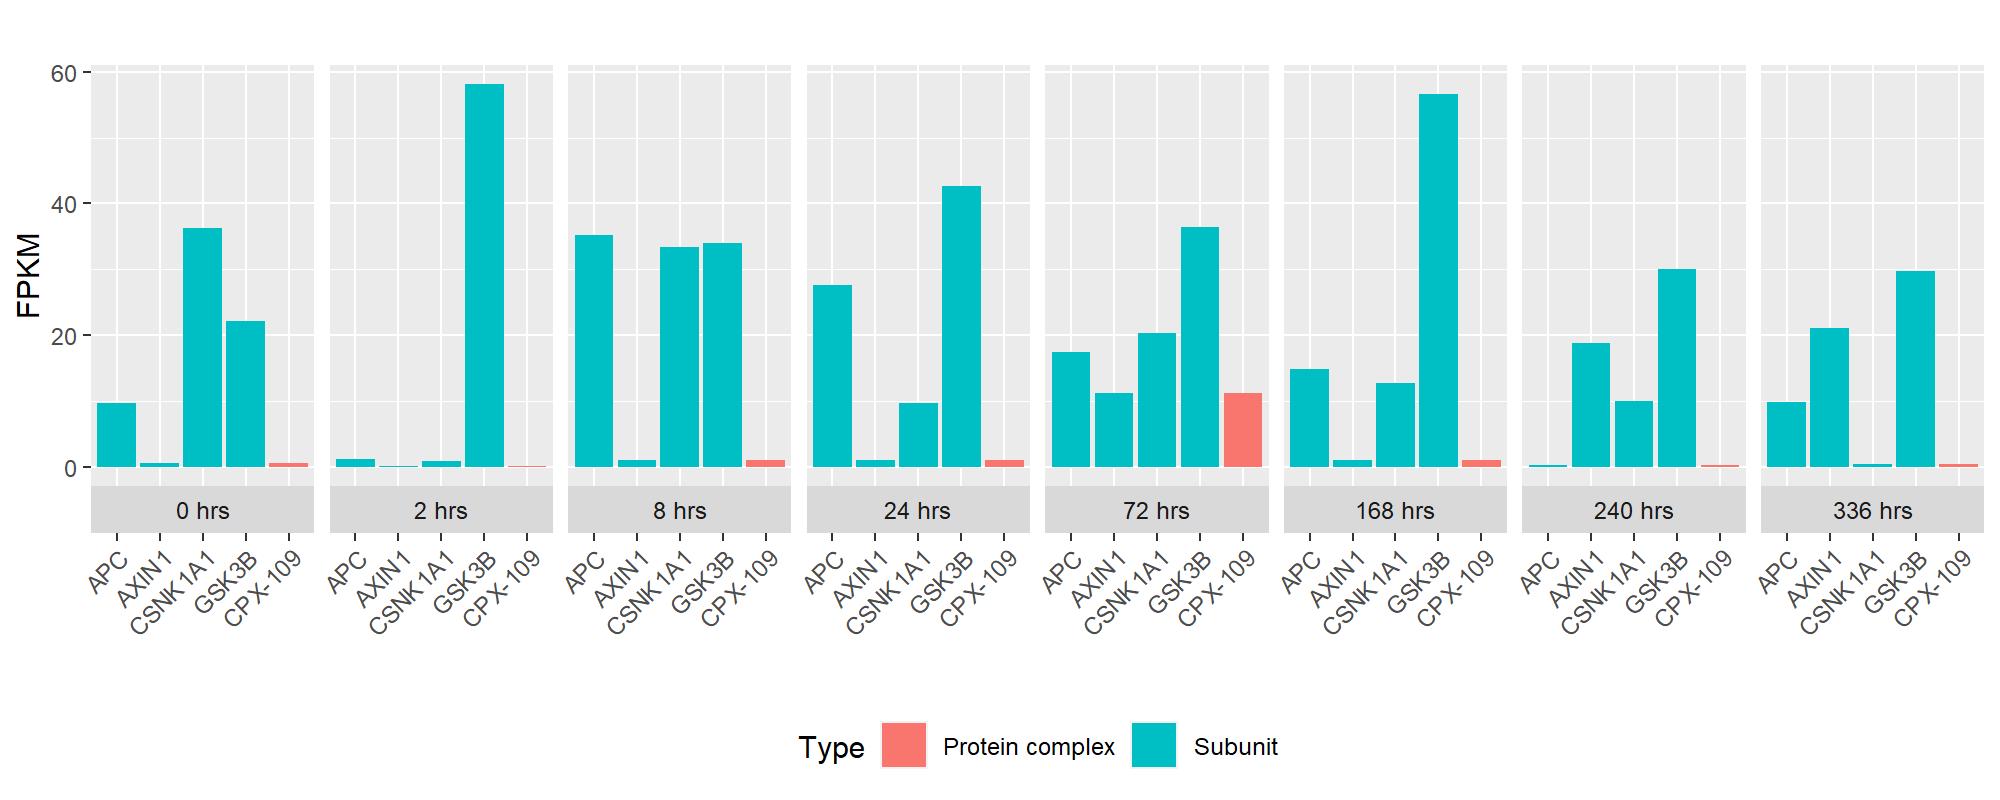 60
40
20
0
FPKM
0 hrs
2 hrs
8 hrs
24 hrs
72 hrs
168 hrs
240 hrs
336 hrs
APC
AXIN1
CSNK1A1
GSK3B
CPX-109
APC
AXIN1
CSNK1A1
GSK3B
CPX-109
APC
AXIN1
CSNK1A1
GSK3B
CPX-109
APC
AXIN1
CSNK1A1
GSK3B
CPX-109
APC
AXIN1
CSNK1A1
GSK3B
CPX-109
APC
AXIN1
CSNK1A1
GSK3B
CPX-109
APC
AXIN1
CSNK1A1
GSK3B
CPX-109
APC
AXIN1
CSNK1A1
GSK3B
CPX-109
Type Protein complex Subunit